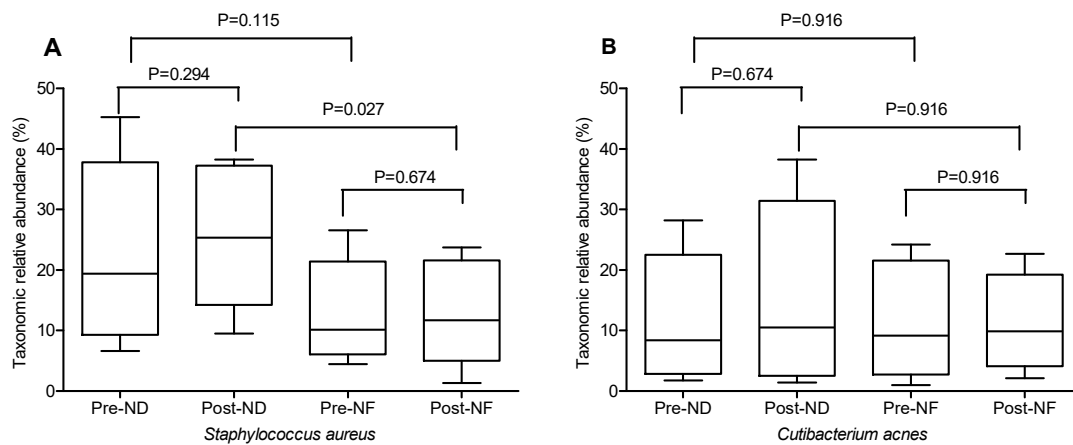 A
P=0.115
P=0.294
P=0.027
P=0.674
Taxonomic relative abundance (%)
50
40
30
20
10
0
Pre-ND Post-ND Pre-NF Post-NF
Staphylococcus aureus
B
P=0.916
P=0.674
P=0.916
P=0.916
Taxonomic relative abundance (%)
50
40
30
20
10
0
Pre-ND Post-ND Pre-NF Post-NF
Cutibacterium acnes